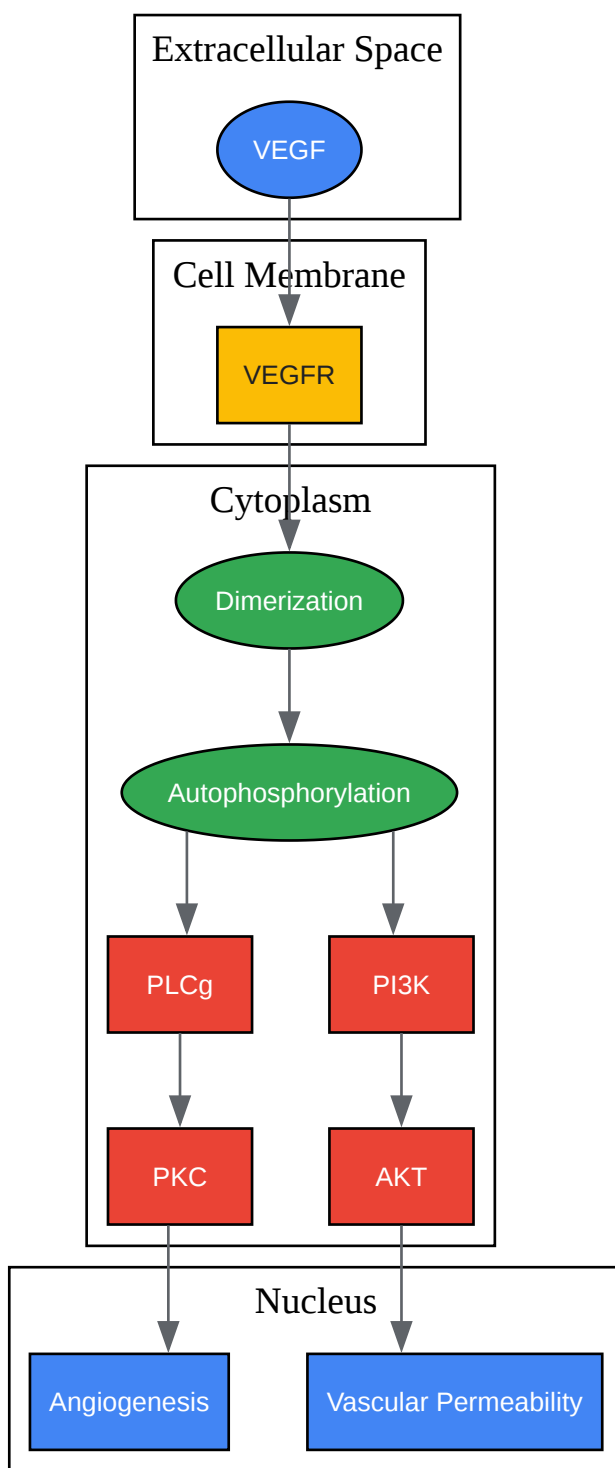 Extracellular Space
VEGF
Cell Membrane
VEGFR
Cytoplasm
Dimerization
Autophosphorylation
PLCg
PI3K
PKC
AKT
Nucleus
Angiogenesis
Vascular Permeability